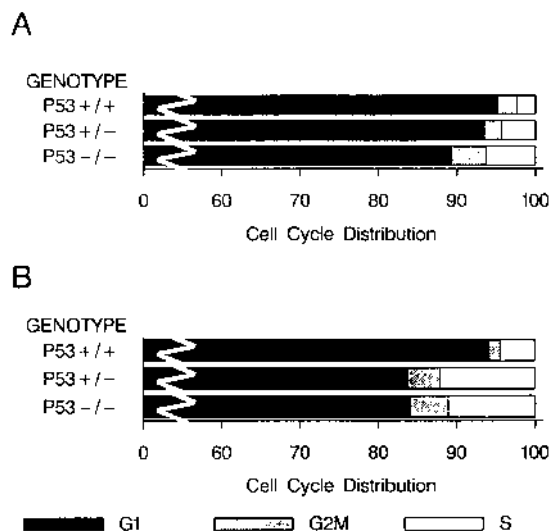 A
GENOTYPE
P53 +/+
P53 +/−
P53 −/−
0 60 70 80 90 100
Cell Cycle Distribution
B
GENOTYPE
P53 +/+
P53 +/−
P53 −/−
0 60 70 80 90 100
Cell Cycle Distribution
G1 G2M S